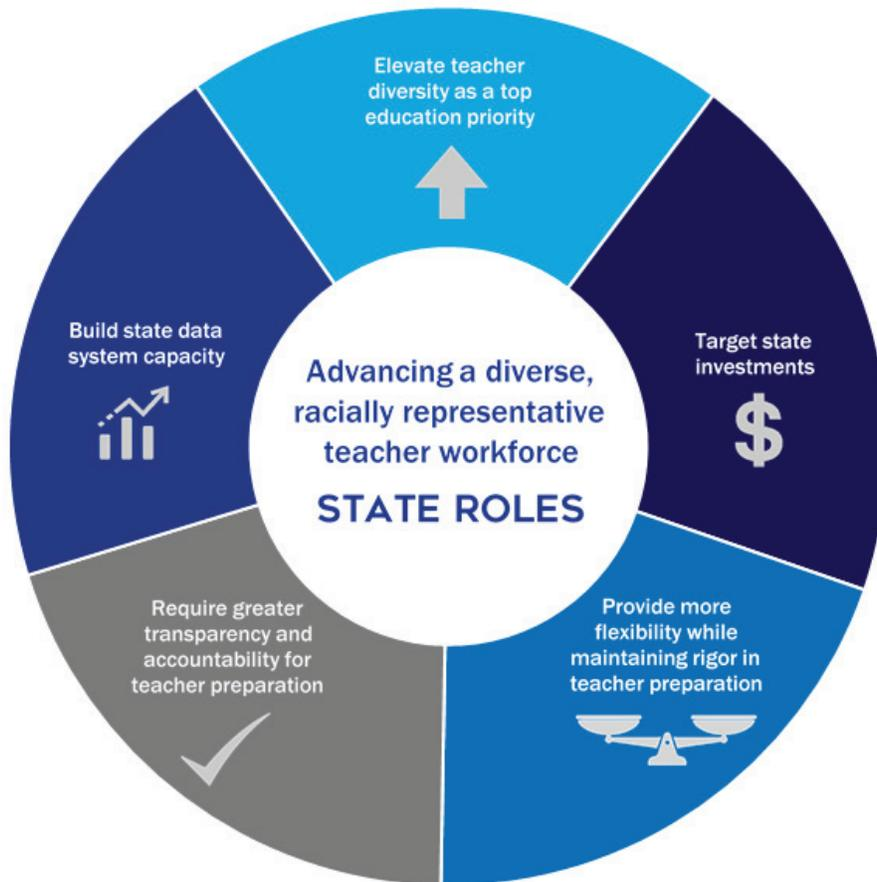 Elevate teacher
diversity as a top
education priority
Target state
investments
$
Provide more
flexibility while
maintaining rigor in
teacher preparation
Require greater
transparency and
accountability for
teacher preparation
Build state data
system capacity
Advancing a diverse,
racially representative
teacher workforce
STATE ROLES